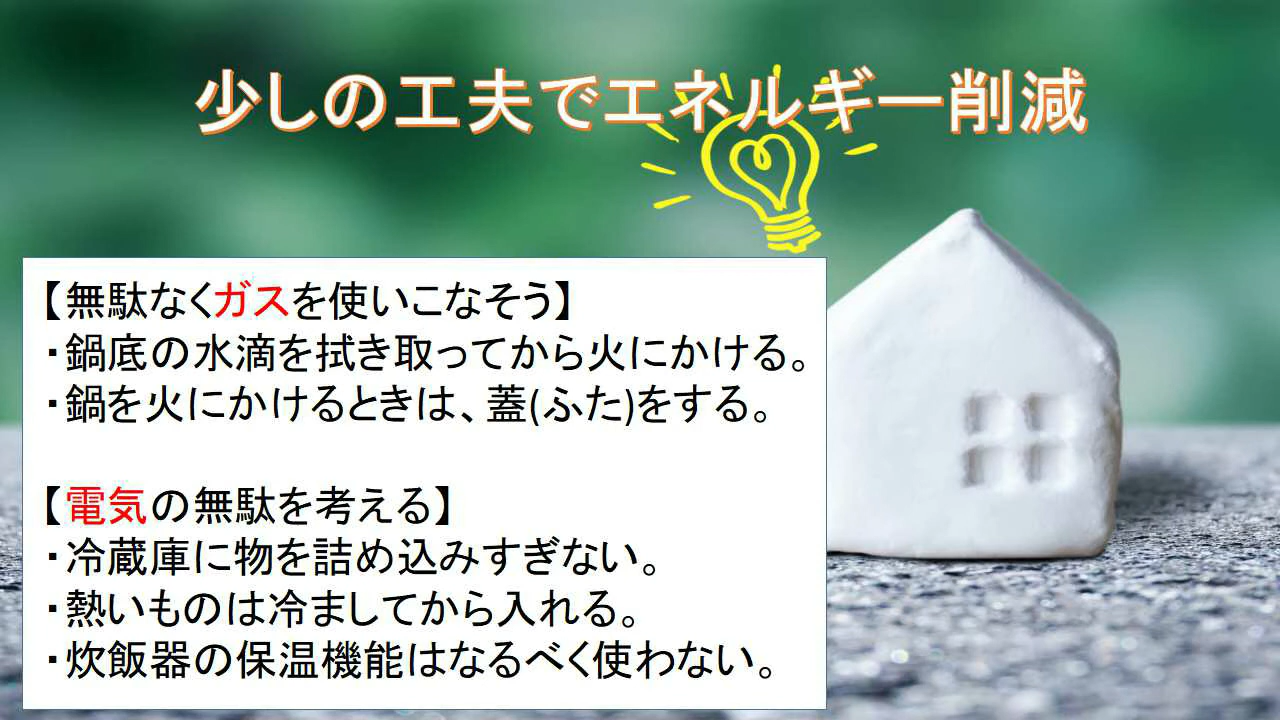 少しの工夫でエネルギー削減
【無駄なくガスを使いこなそう】
・鍋底の水滴を拭き取ってから火にかける。
・鍋を火にかけるときは、蓋(ふた)をする。
【電気の無駄を考える】
・冷蔵庫に物を詰め込みすぎない。
・熱いものは冷ましてから入れる。
・炊飯器の保温機能はなるべく使わない。